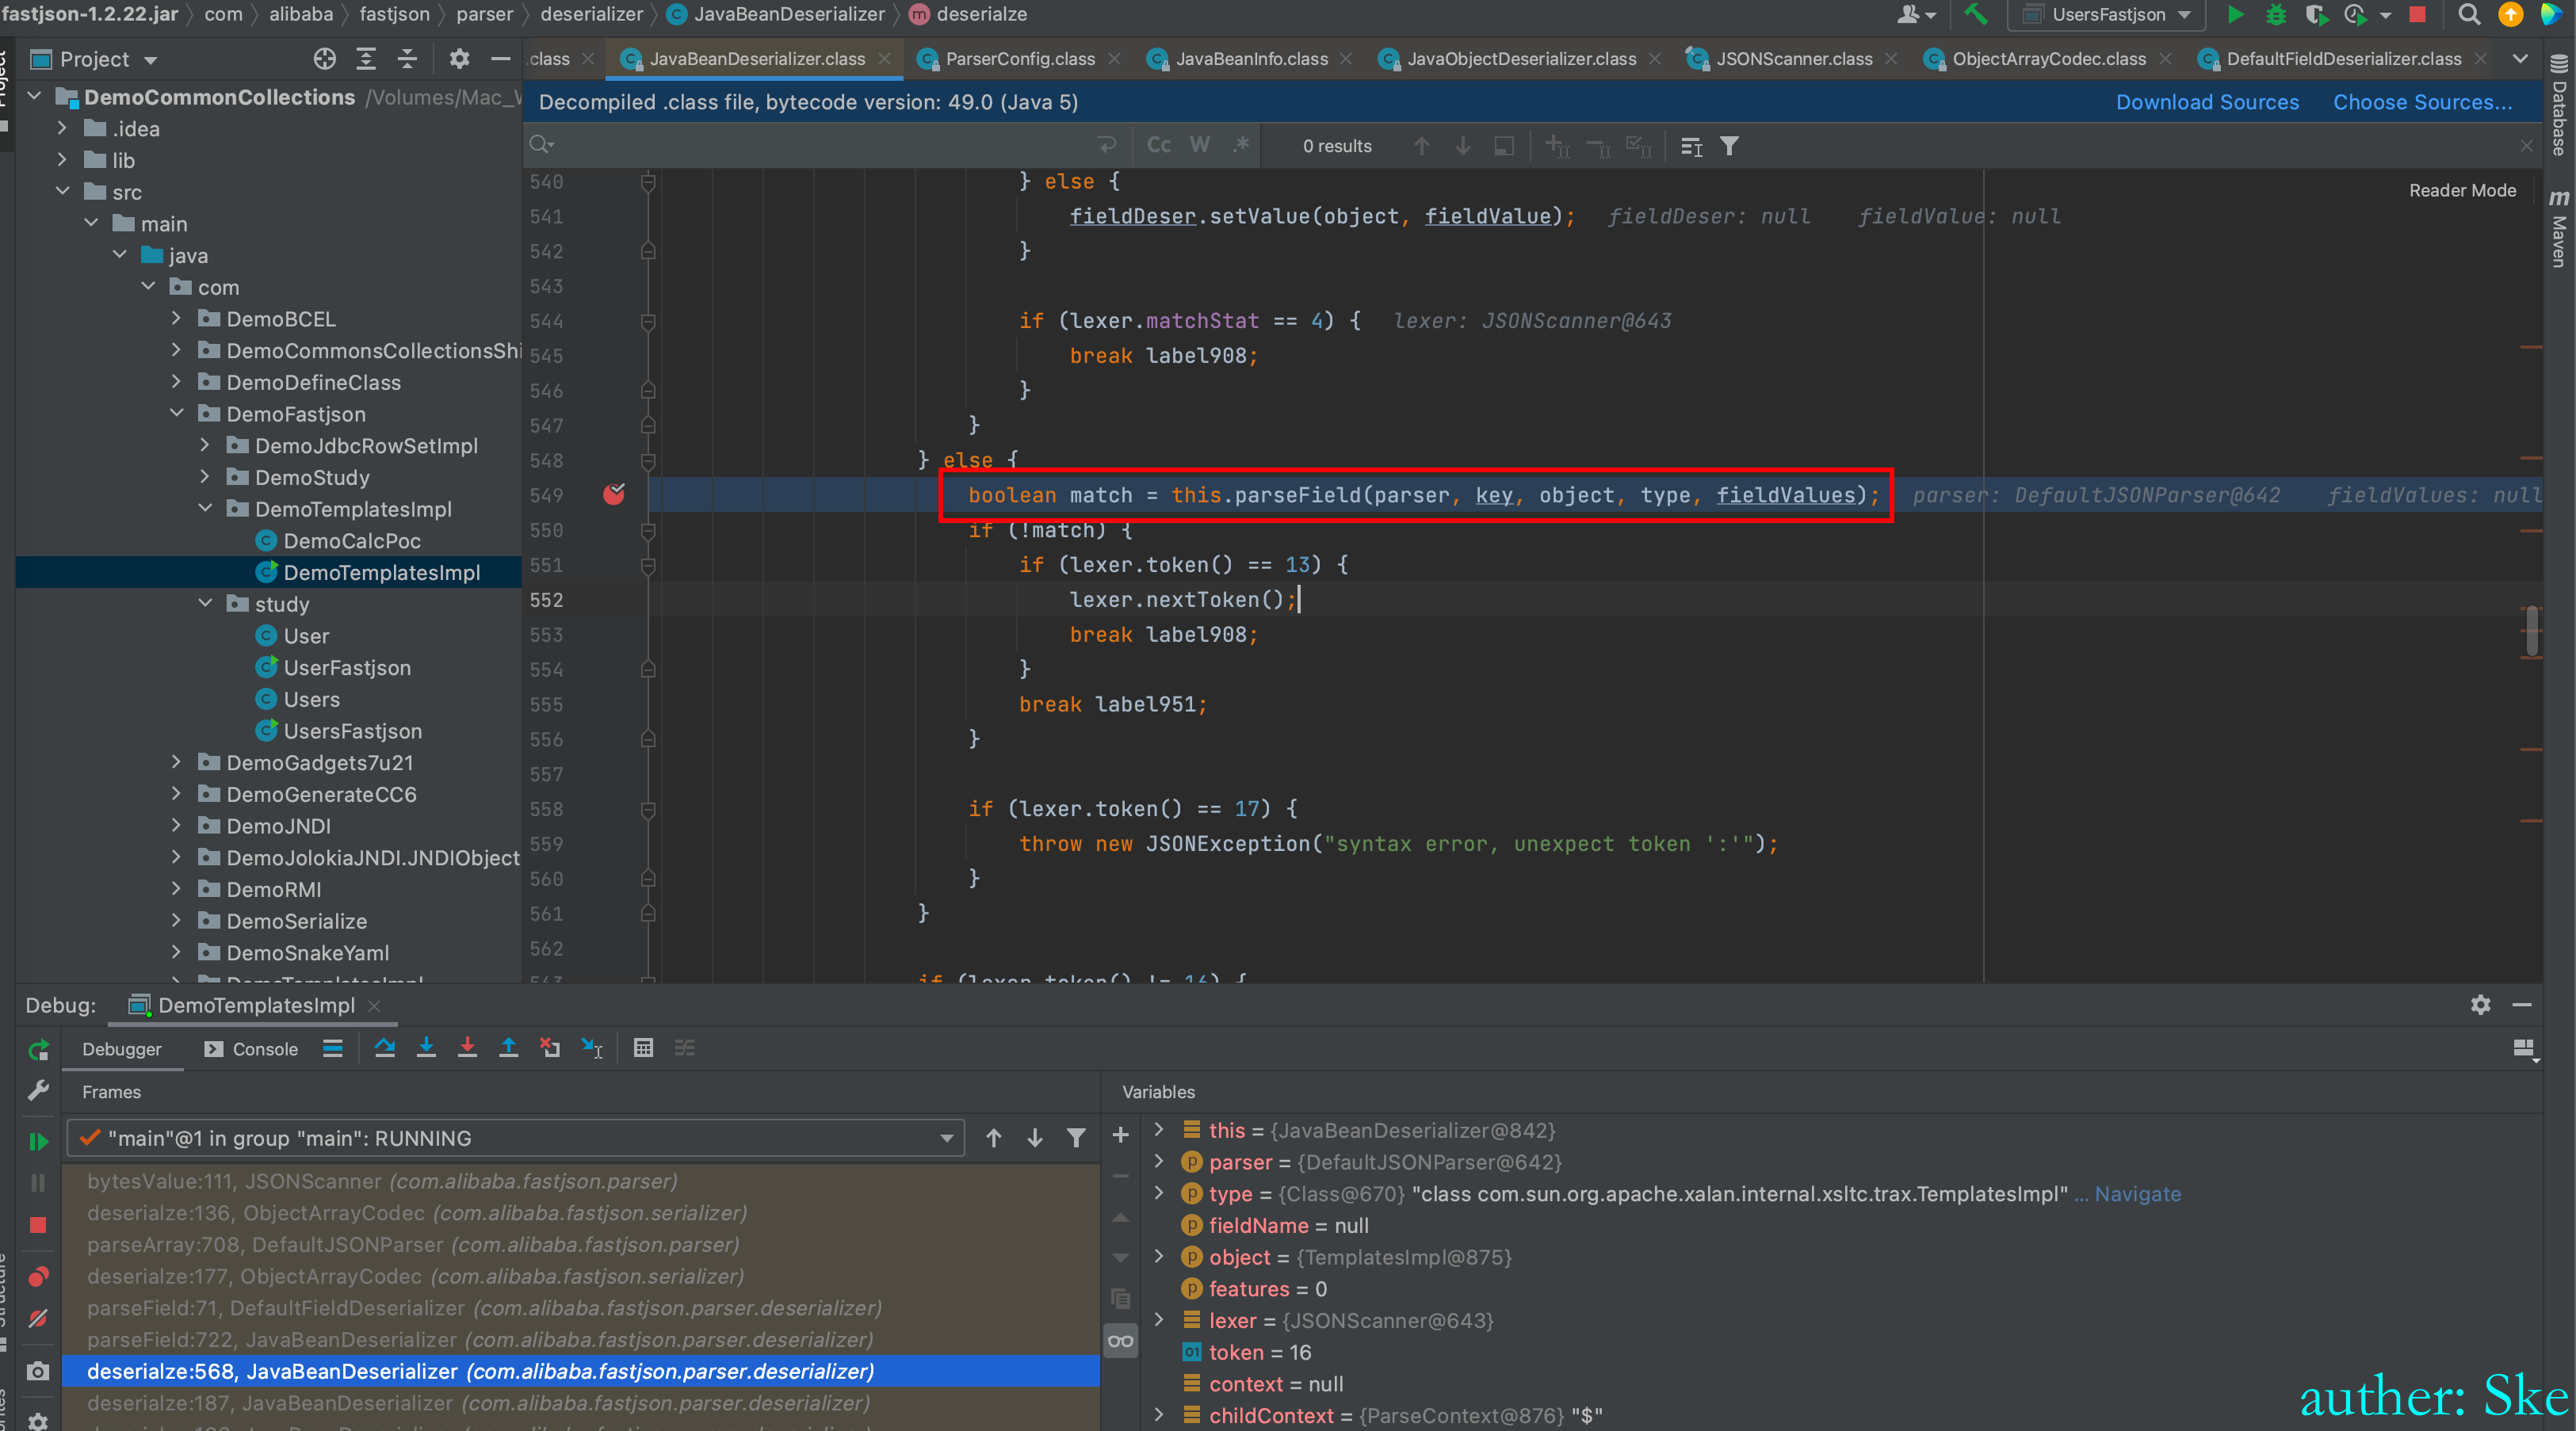 fastjson-1.2.22.jar com alibaba fastjson parser deserializer JavaBeanDeserializer deserialze UsersFastjson
Project
.class JavaBeanDeserializer.class ParserConfig.class JavaBeanInfo.class JavaObjectDeserializer.class JSONScanner.class ObjectArrayCodec.class DefaultFieldDeserializer.class
Decompiled .class file, bytecode version: 49.0 (Java 5) Download Sources Choose Sources...
Cc W .* 0 results
Reader Mode
Database
Maven
DemoCommonCollections /Volumes/Mac_
.idea
lib
src
main
java
com
DemoBCEL
DemoCommonsCollectionsShi
DemoDefineClass
DemoFastjson
DemoJdbcRowSetImpl
DemoStudy
DemoTemplatesImpl
DemoCalcPoc
DemoTemplatesImpl
study
User
UserFastjson
Users
UsersFastjson
DemoGadgets7u21
DemoGenerateCC6
DemoJNDI
DemoJolokiaJNDI.JNDIObject
DemoRMI
DemoSerialize
DemoSnakeYaml
DemoTemplatesImpl
540 } else {
541 fieldDeser.setValue(object, fieldValue); fieldDeser: null fieldValue: null
542 }
543
544 if (lexer.matchStat == 4) { lexer: JSONScanner@643
545 break label908;
546 }
547 }
548 } else {
549 boolean match = this.parseField(parser, key, object, type, fieldValues); parser: DefaultJSONParser@642 fieldValues: null
550 if (!match) {
551 if (lexer.token() == 13) {
552 lexer.nextToken();
553 break label908;
554 }
555 break label951;
556 }
557
558 if (lexer.token() == 17) {
559 throw new JSONException("syntax error, unexpect token ':'");
560 }
561 }
562
563 if (lexer.token() != 16) {
Debug: DemoTemplatesImpl
Debugger Console
Frames
"main"@1 in group "main": RUNNING
bytesValue:111, JSONScanner (com.alibaba.fastjson.parser)
deserialze:136, ObjectArrayCodec (com.alibaba.fastjson.serializer)
parseArray:708, DefaultJSONParser (com.alibaba.fastjson.parser)
deserialze:177, ObjectArrayCodec (com.alibaba.fastjson.serializer)
parseField:71, DefaultFieldDeserializer (com.alibaba.fastjson.parser.deserializer)
parseField:722, JavaBeanDeserializer (com.alibaba.fastjson.parser.deserializer)
deserialze:568, JavaBeanDeserializer (com.alibaba.fastjson.parser.deserializer)
deserialze:187, JavaBeanDeserializer (com.alibaba.fastjson.parser.deserializer)
Variables
this = {JavaBeanDeserializer@842}
parser = {DefaultJSONParser@642}
type = {Class@670} "class com.sun.org.apache.xalan.internal.xsltc.trax.TemplatesImpl" ... Navigate
fieldName = null
object = {TemplatesImpl@875}
features = 0
lexer = {JSONScanner@643}
token = 16
context = null
childContext = {ParseContext@876} "$"
auther: Ske